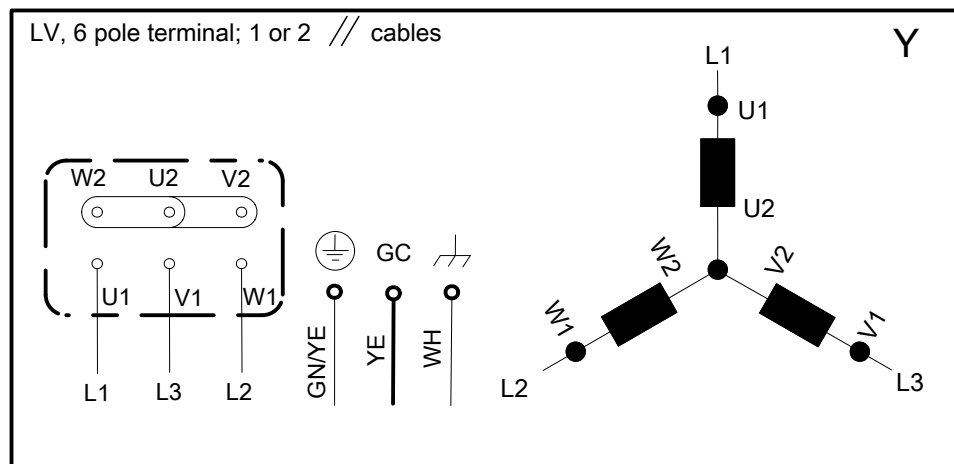 LV, 6 pole terminal; 1 or 2 // cables
Y
W2 U2 V2
U1 V1 W1
L1 L3 L2
GC
GN/YE YE WH
L1
U1
U2
W2 V2
W1 V1
L2 L3